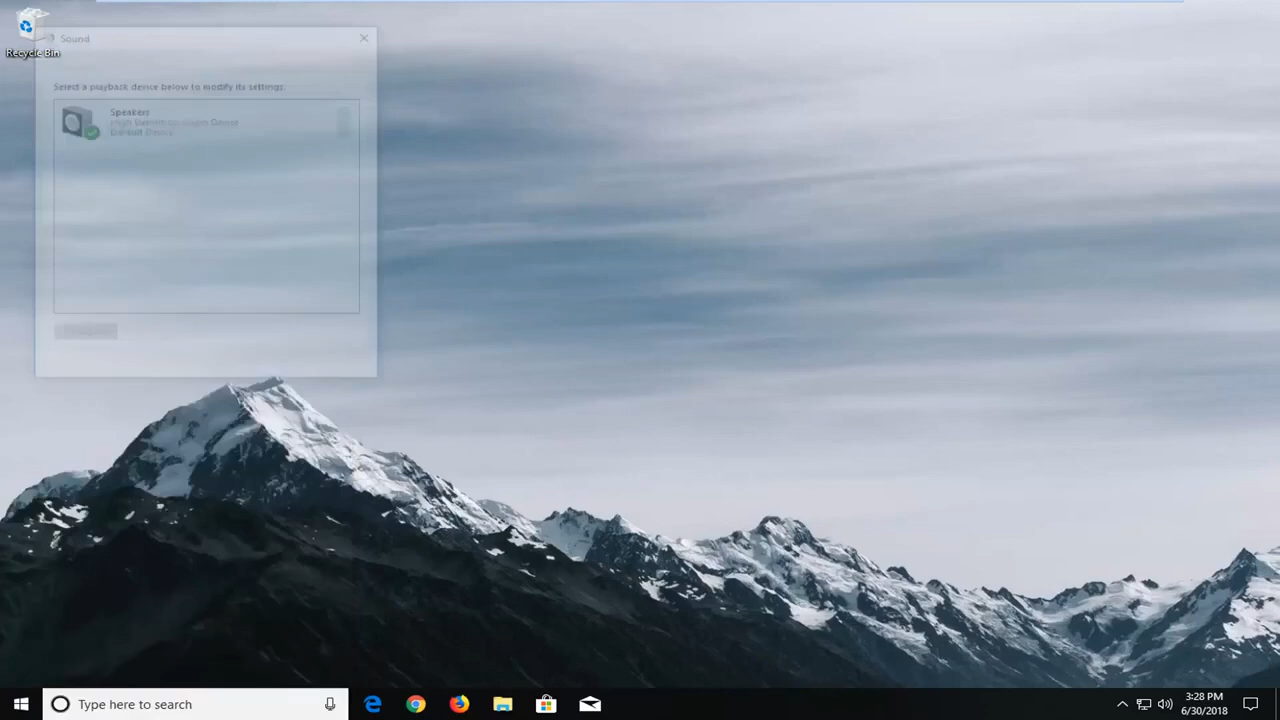 Recycle Bin
Sound
Select a playback device below to modify its settings:
Speakers
High Definition Audio Device
Default Device
Type here to search
3:28 PM
6/30/2018